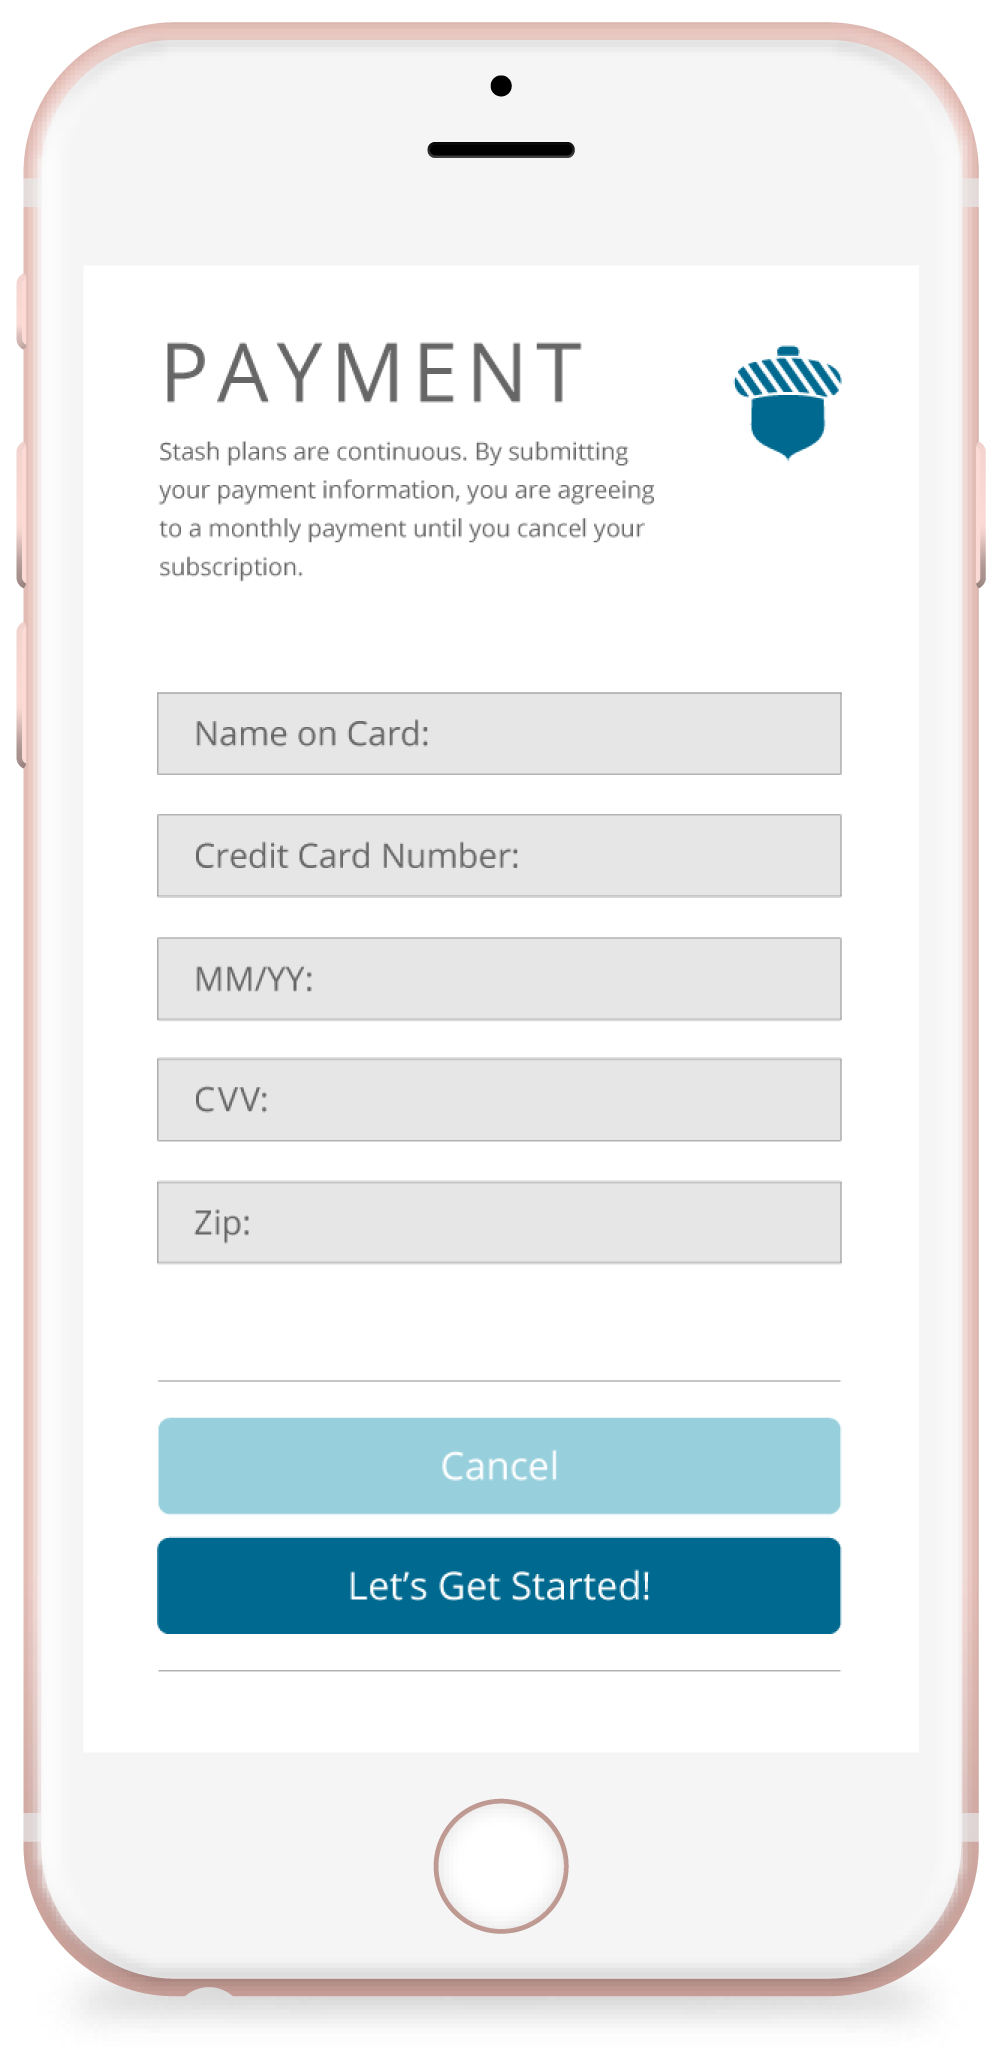 PAYMENT
Stash plans are continuous. By submitting
your payment information, you are agreeing
to a monthly payment until you cancel your
subscription.
Name on Card:
Credit Card Number:
MM/YY:
CVV:
Zip:
Cancel
Let’s Get Started!